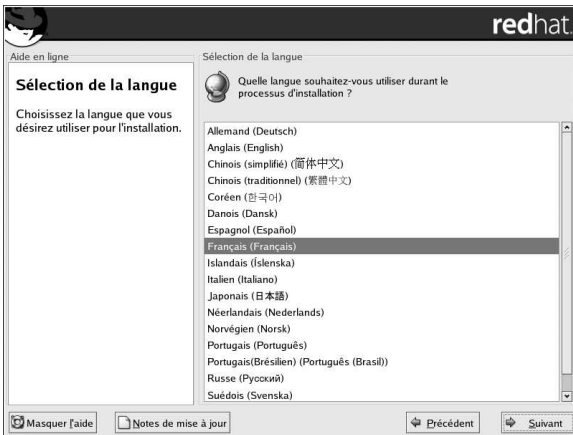 redhat.
Aide en ligne
Sélection de la langue
Choisissez la langue que vous
désirez utiliser pour l'installation.
Sélection de la langue
Quelle langue souhaitez-vous utiliser durant le
processus d'installation ?
Allemand (Deutsch)
Anglais (English)
Chinois (simplifié) (简体中文)
Chinois (traditionnel) (繁體中文)
Coréen (한국어)
Danois (Dansk)
Espagnol (Español)
Français (Français)
Islandais (Íslenska)
Italien (Italiano)
Japonais (日本語)
Néerlandais (Nederlands)
Norvégien (Norsk)
Portugais (Português)
Portugais(Brésilien) (Português (Brasil))
Russe (Русский)
Suédois (Svenska)
Masquer l'aide
Notes de mise à jour
Précédent
Suivant